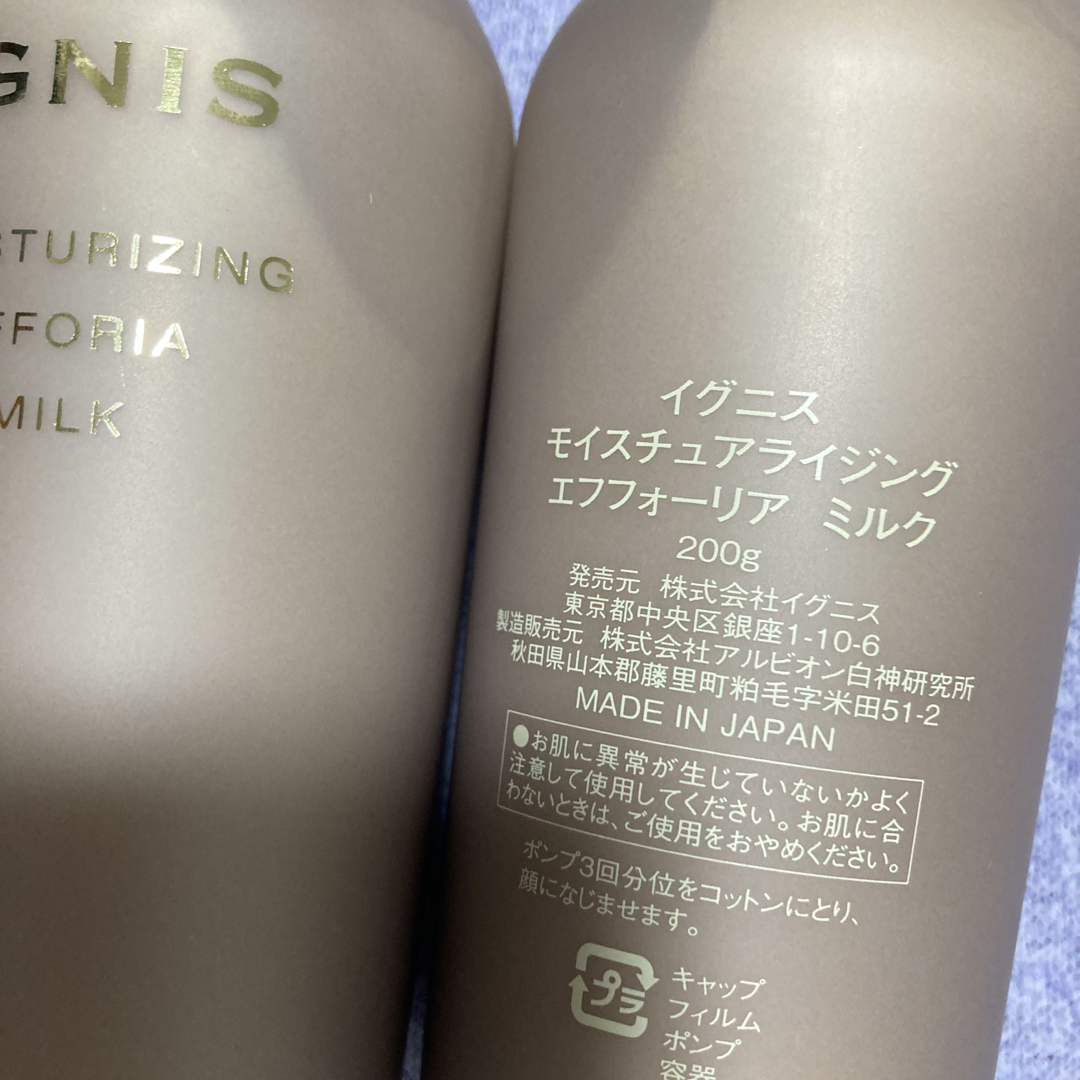 GNIS
STURIZING
FFORIA
MILK
イグニス
モイスチュアライジング
エフフォーリア ミルク
200g
発売元 株式会社イグニス
東京都中央区銀座1-10-6
製造販売元 株式会社アルビオン白神研究所
秋田県山本郡藤里町粕毛字米田51-2
MADE IN JAPAN
●お肌に異常が生じていないかよく
注意して使用してください。お肌に合
わないときは、ご使用をおやめください。
ポンプ3回分位をコットンにとり、
顔になじませます。
プラ
キャップ
フィルム
ポンプ
容器